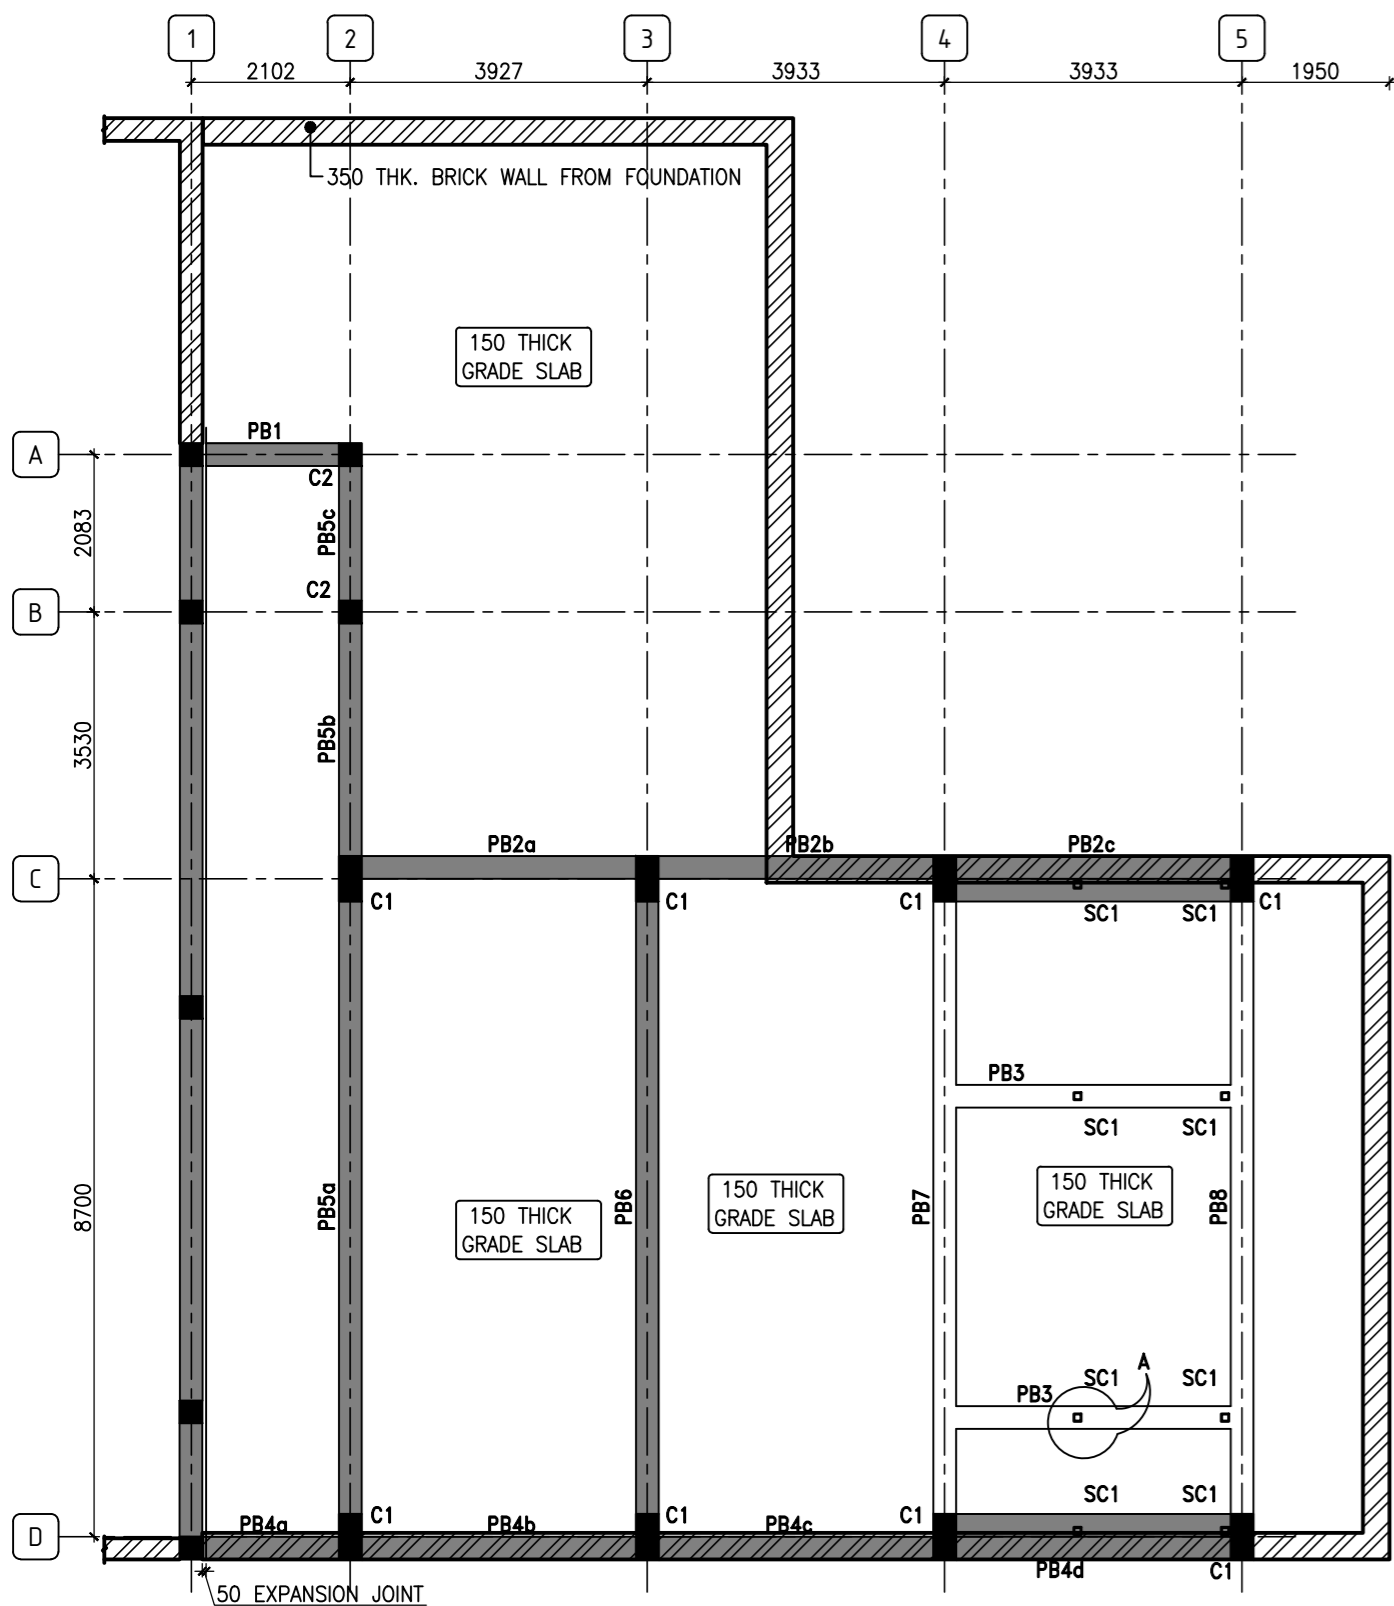 1
2
3
4
5
2102
3927
3933
3933
1950
350 THK. BRICK WALL FROM FOUNDATION
150 THICK
GRADE SLAB
PB1
A
C2
2083
PB5c
C2
B
3530
PB5b
PB2a
PB2b
PB2c
C
C1
C1
C1
SC1
SC1
C1
PB3
SC1
SC1
8700
PB5a
150 THICK
GRADE SLAB
PB6
150 THICK
GRADE SLAB
PB7
150 THICK
GRADE SLAB
PB8
A
SC1
SC1
PB3
SC1
SC1
D
PB4a
C1
PB4b
C1
PB4c
C1
PB4d
C1
50 EXPANSION JOINT